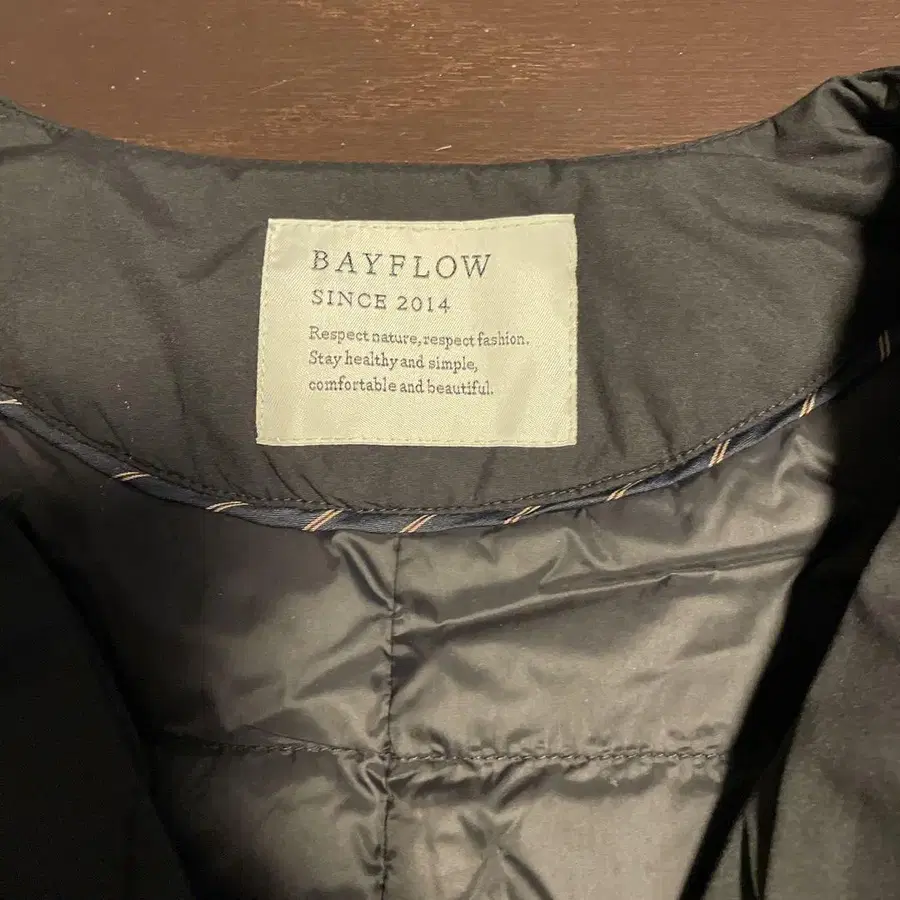 BAYFLOW
SINCE 2014
Respect nature, respect fashion.
Stay healthy and simple,
comfortable and beautiful.